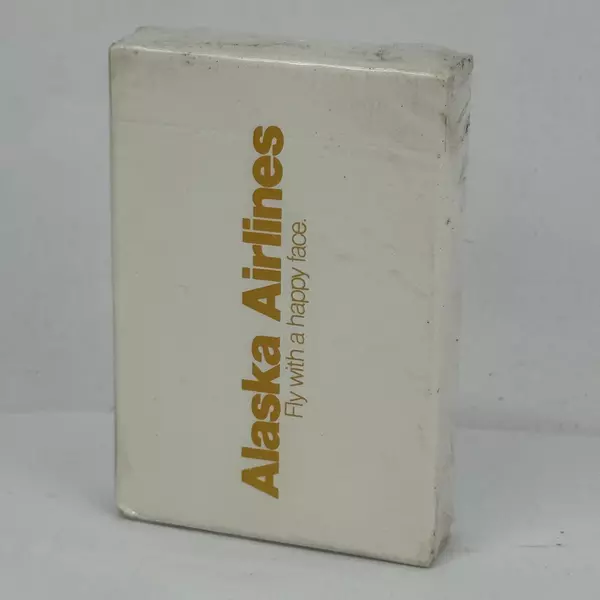 Alaska Airlines
Fly with a happy face.